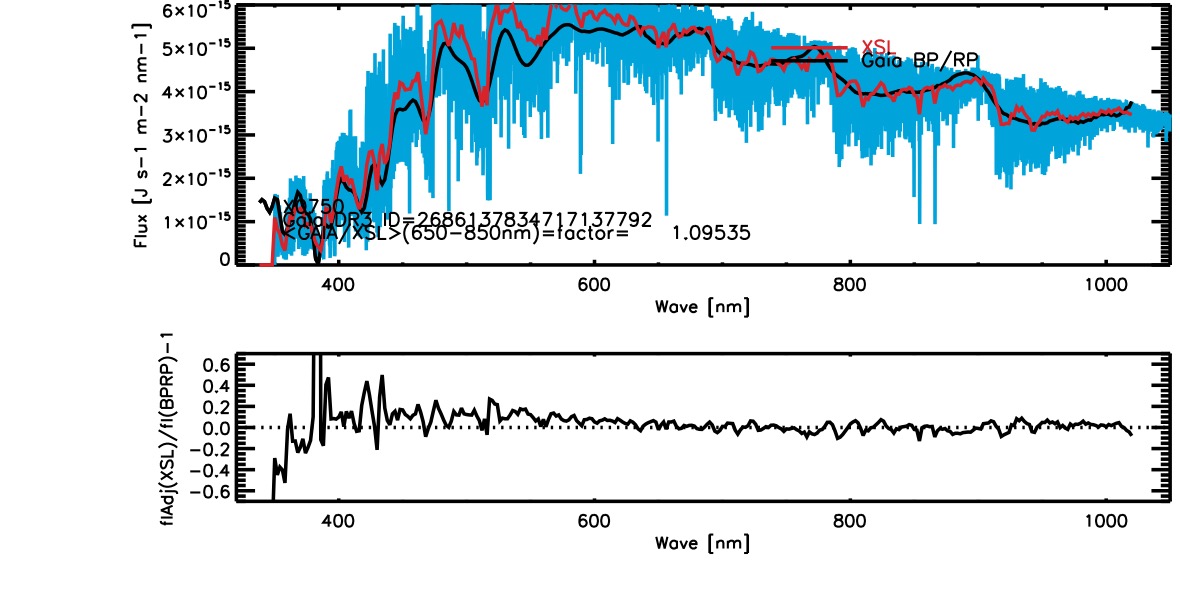 6×10−15
5×10−15
4×10−15
3×10−15
2×10−15
1×10−15
0
Flux [J s−1 m−2 nm−1]
XSL
Gaia BP/RP
Gaia DR3 ID=2686137834717137792
<GAIA/XSL>(650−850nm)=factor= 1.09535
400 600 800 1000
Wave [nm]
0.6
0.4
0.2
0.0
−0.2
−0.4
−0.6
flAdj(XSL)/fl(BPRP)−1
400 600 800 1000
Wave [nm]